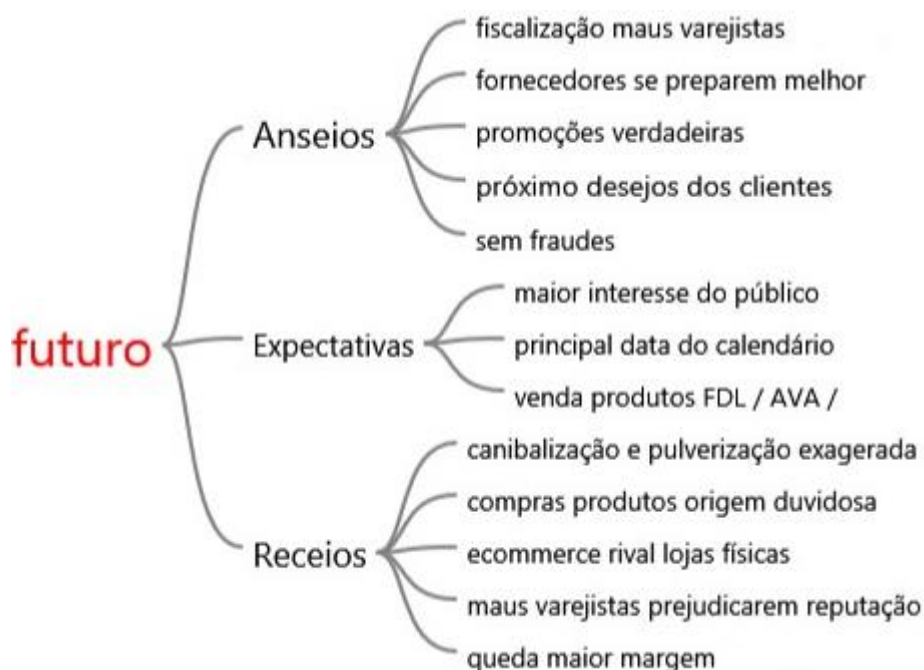 futuro
Anseios
fiscalização maus varejistas
fornecedores se preparem melhor
promoções verdadeiras
próximo desejos dos clientes
sem fraudes
Expectativas
maior interesse do público
principal data do calendário
venda produtos FDL / AVA /
Receios
canibalização e pulverização exagerada
compras produtos origem duvidosa
ecommerce rival lojas físicas
maus varejistas prejudicarem reputação
queda maior margem